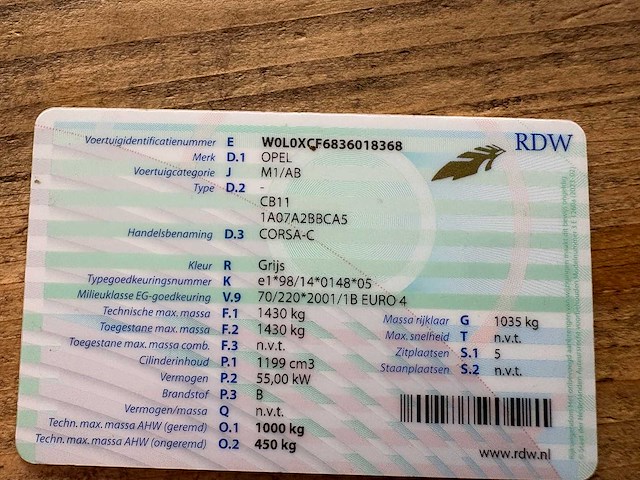 RDW
Voertuigidentificatienummer E W0L0XCF6836018368
Merk D.1 OPEL
Voertuigcategorie J M1/AB
Type D.2 -
CB11
1A07A2BBCA5
Handelsbenaming D.3 CORSA-C
Kleur R Grijs
Typegoedkeuringsnummer K e1*98/14*0148*05
Milieuklasse EG-goedkeuring V.9 70/220*2001/1B EURO 4
Technische max. massa F.1 1430 kg
Toegestane max. massa F.2 1430 kg
Toegestane max. massa comb. F.3 n.v.t.
Cilinderinhoud P.1 1199 cm3
Vermogen P.2 55,00 kW
Brandstof P.3 B
Vermogen/massa Q n.v.t.
Techn. max. massa AHW (geremd) O.1 1000 kg
Techn. max. massa AHW (ongeremd) O.2 450 kg
Massa rijklaar G 1035 kg
Max. snelheid T n.v.t.
Zitplaatsen S.1 5
Staanplaatsen S.2 n.v.t.
www.rdw.nl